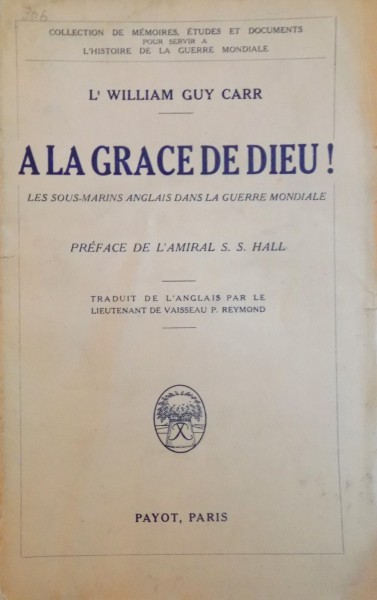 COLLECTION DE MÉMOIRES, ÉTUDES ET DOCUMENTS
POUR SERVIR A
L'HISTOIRE DE LA GUERRE MONDIALE
Lᵗ WILLIAM GUY CARR
A LA GRACE DE DIEU !
LES SOUS-MARINS ANGLAIS DANS LA GUERRE MONDIALE
PRÉFACE DE L'AMIRAL S. S. HALL
TRADUIT DE L'ANGLAIS PAR LE
LIEUTENANT DE VAISSEAU P. REYMOND
PAYOT, PARIS